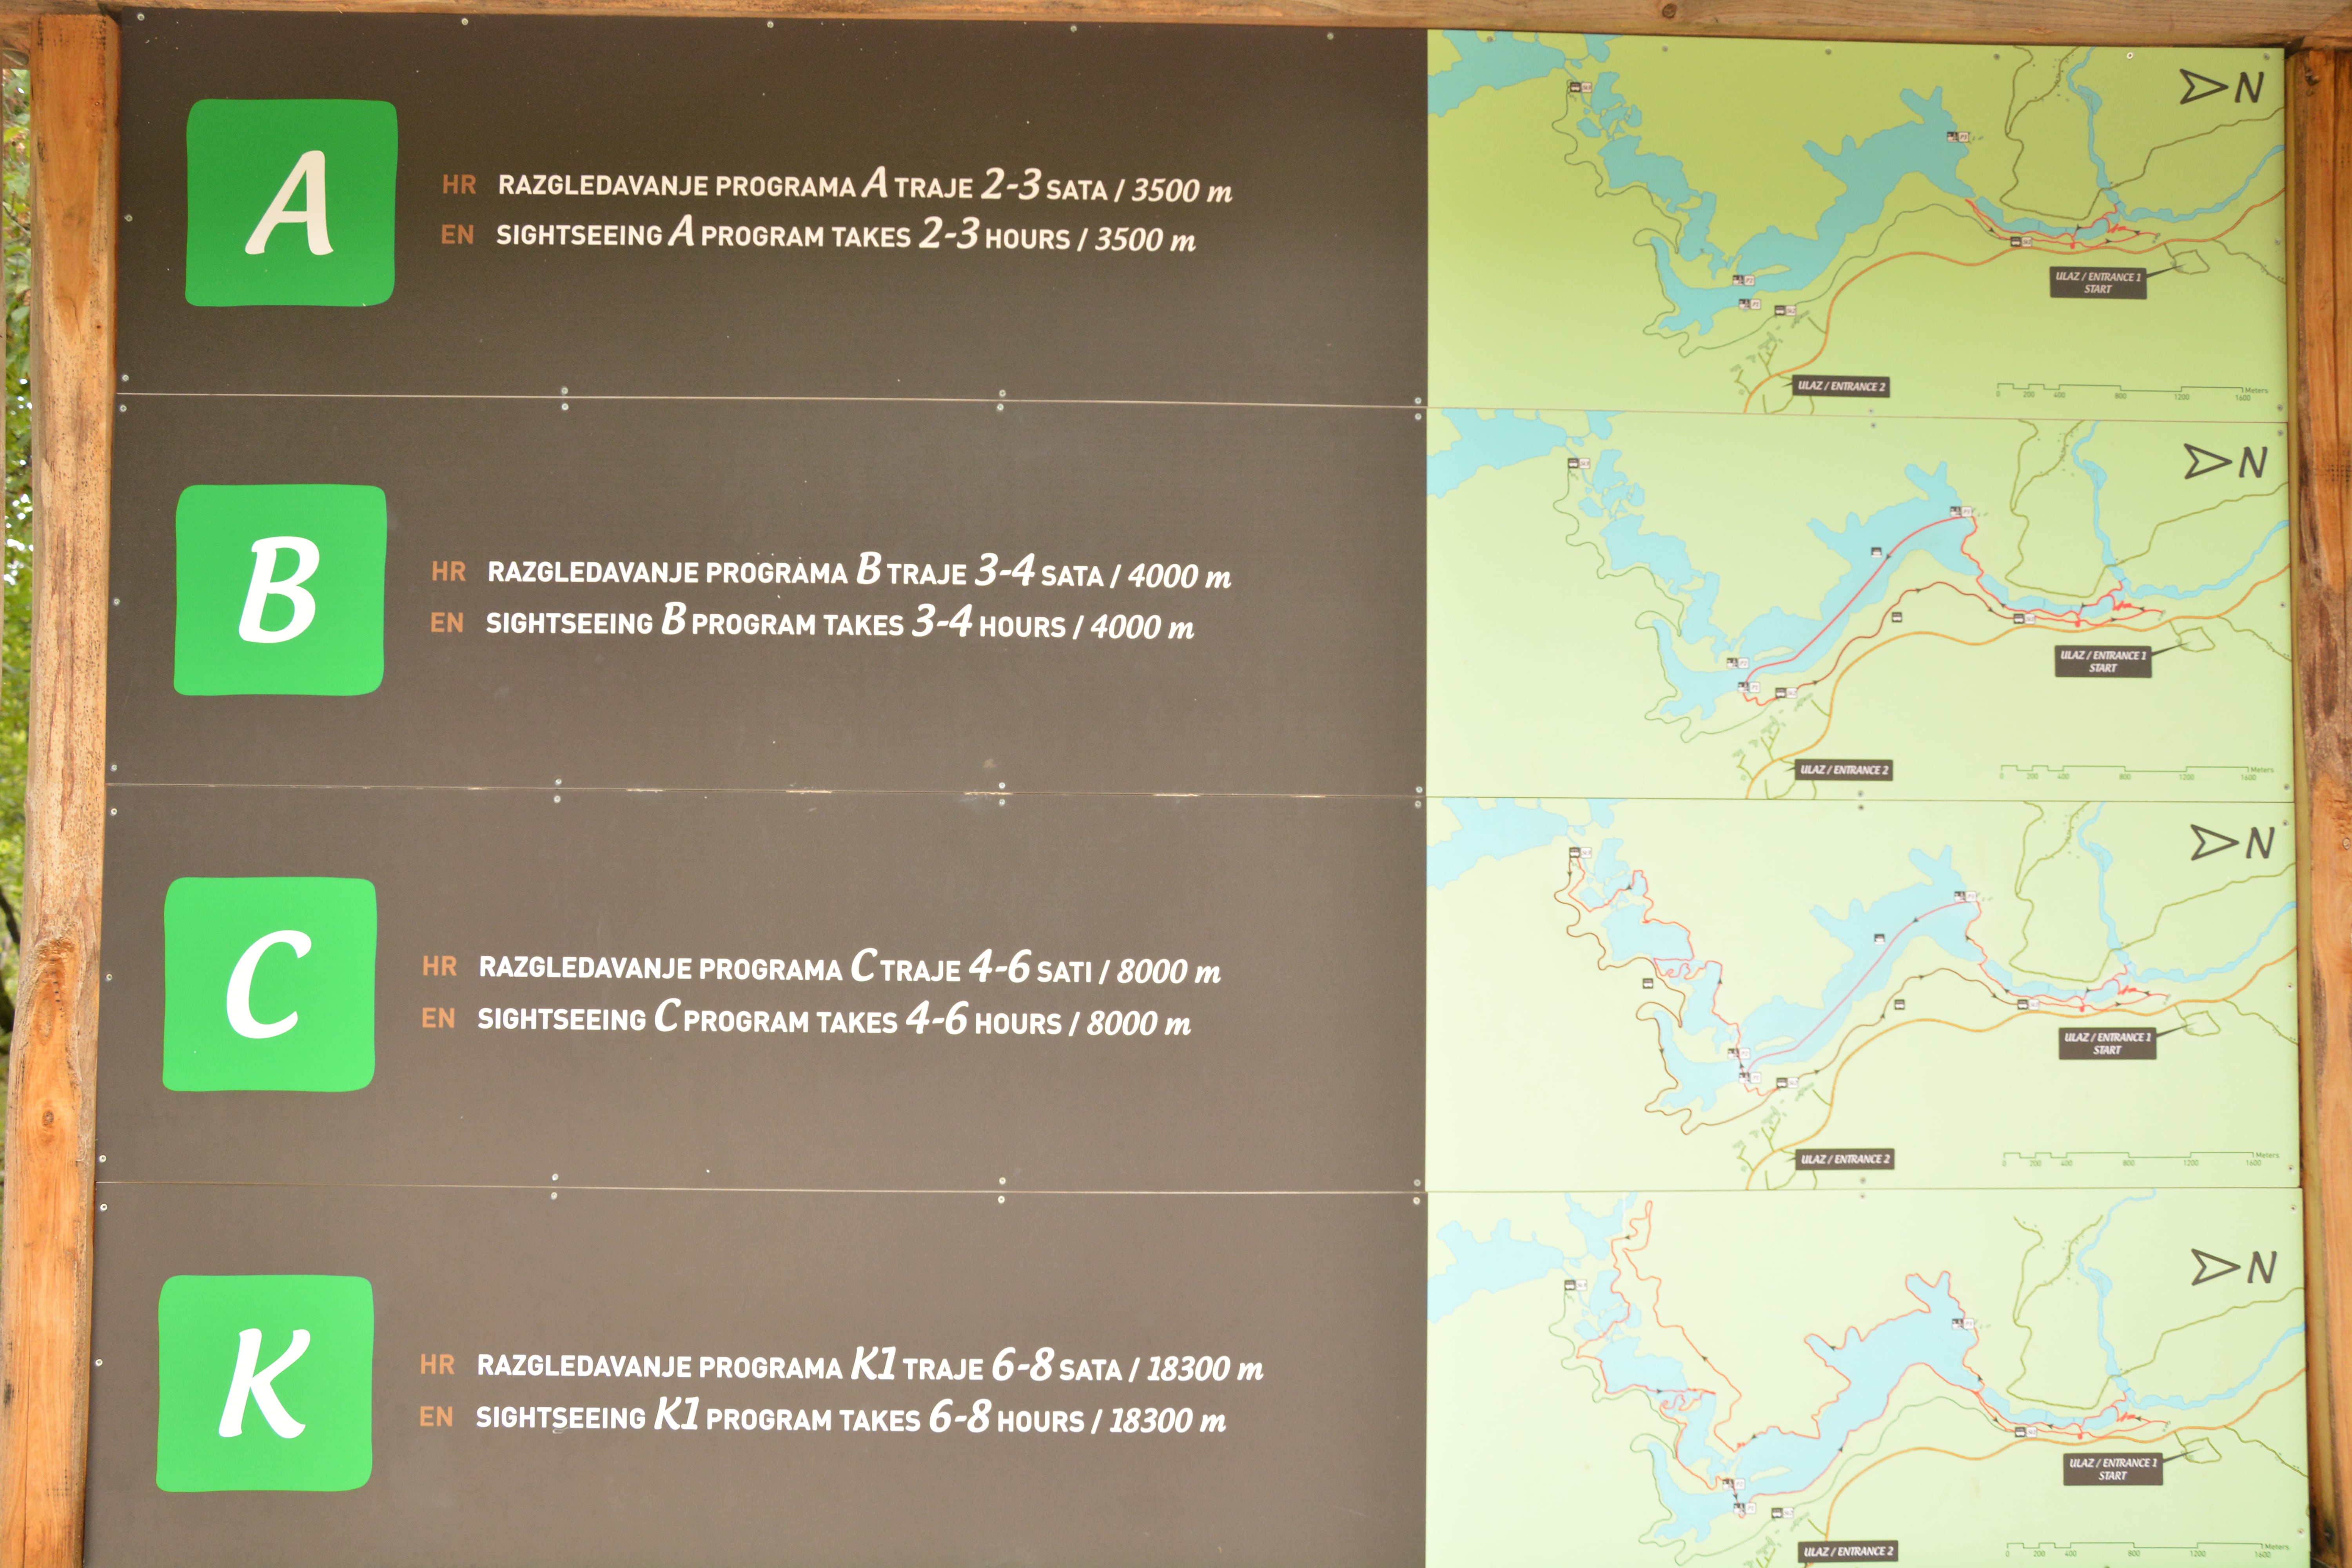 A
HR RAZGLEDAVANJE PROGRAMA A TRAJE 2-3 SATA / 3500 m
EN SIGHTSEEING A PROGRAM TAKES 2-3 HOURS / 3500 m
N
ULAZ / ENTRANCE 1
START
ULAZ / ENTRANCE 2
Meters
0 200 400 800 1200 1600
B
HR RAZGLEDAVANJE PROGRAMA B TRAJE 3-4 SATA / 4000 m
EN SIGHTSEEING B PROGRAM TAKES 3-4 HOURS / 4000 m
N
ULAZ / ENTRANCE 1
START
ULAZ / ENTRANCE 2
Meters
0 200 400 800 1200 1600
C
HR RAZGLEDAVANJE PROGRAMA C TRAJE 4-6 SATI / 8000 m
EN SIGHTSEEING C PROGRAM TAKES 4-6 HOURS / 8000 m
N
ULAZ / ENTRANCE 1
START
ULAZ / ENTRANCE 2
Meters
0 200 400 800 1200 1600
K
HR RAZGLEDAVANJE PROGRAMA K1 TRAJE 6-8 SATA / 18300 m
EN SIGHTSEEING K1 PROGRAM TAKES 6-8 HOURS / 18300 m
N
ULAZ / ENTRANCE 1
START
ULAZ / ENTRANCE 2
Meters
0 200 400 800 1200 1600